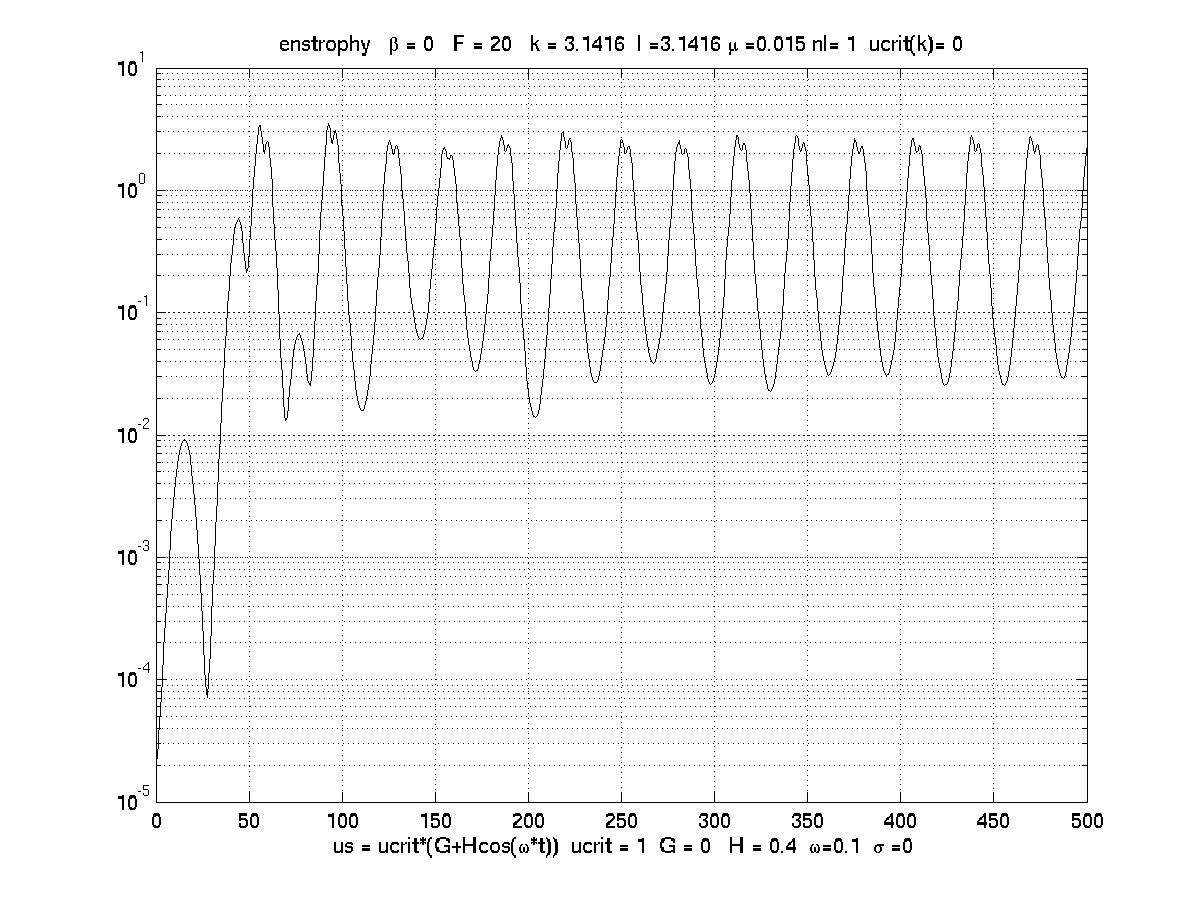 enstrophy β = 0 F = 20 k = 3.1416 l =3.1416 μ =0.015 nl= 1 ucrit(k)= 0
10^1
10^0
10^-1
10^-2
10^-3
10^-4
10^-5
0 50 100 150 200 250 300 350 400 450 500
us = ucrit*(G+Hcos(ω*t)) ucrit = 1 G = 0 H = 0.4 ω=0.1 σ =0